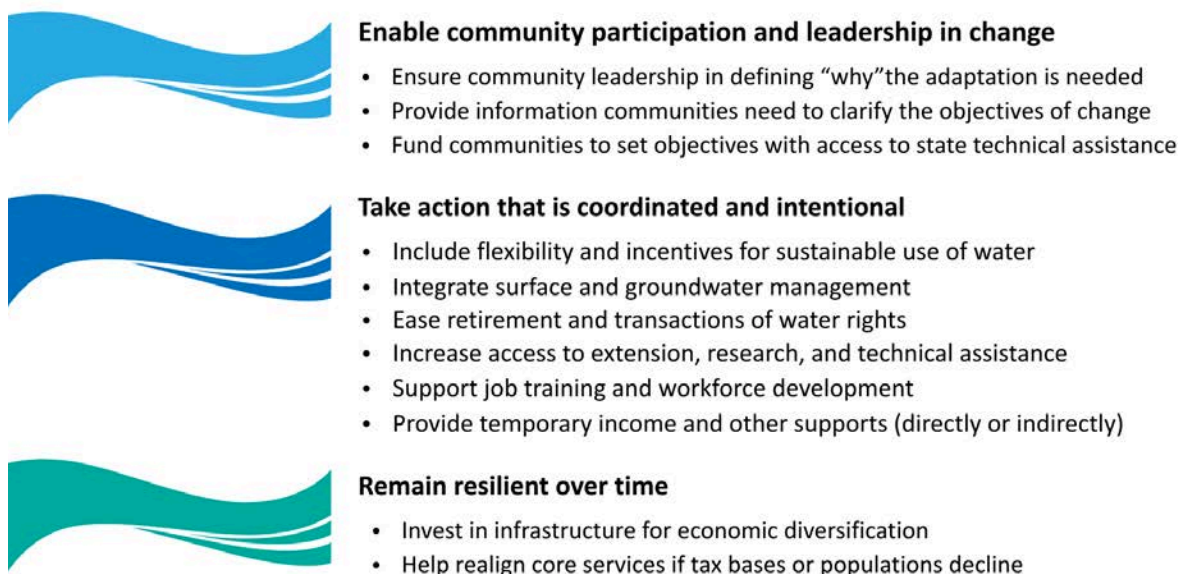 Enable community participation and leadership in change
• Ensure community leadership in defining “why”the adaptation is needed
• Provide information communities need to clarify the objectives of change
• Fund communities to set objectives with access to state technical assistance
Take action that is coordinated and intentional
• Include flexibility and incentives for sustainable use of water
• Integrate surface and groundwater management
• Ease retirement and transactions of water rights
• Increase access to extension, research, and technical assistance
• Support job training and workforce development
• Provide temporary income and other supports (directly or indirectly)
Remain resilient over time
• Invest in infrastructure for economic diversification
• Help realign core services if tax bases or populations decline